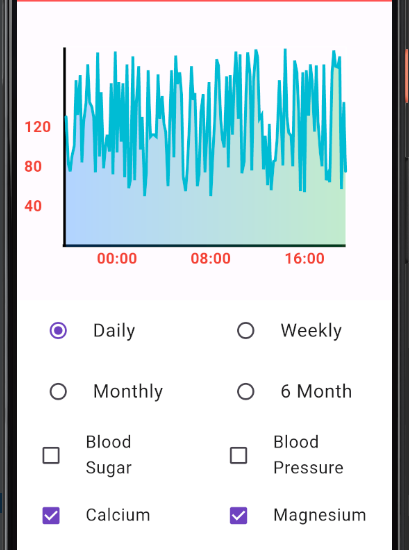 120
80
40
00:00 08:00 16:00
Daily Weekly
Monthly 6 Month
Blood Blood
Sugar Pressure
Calcium Magnesium